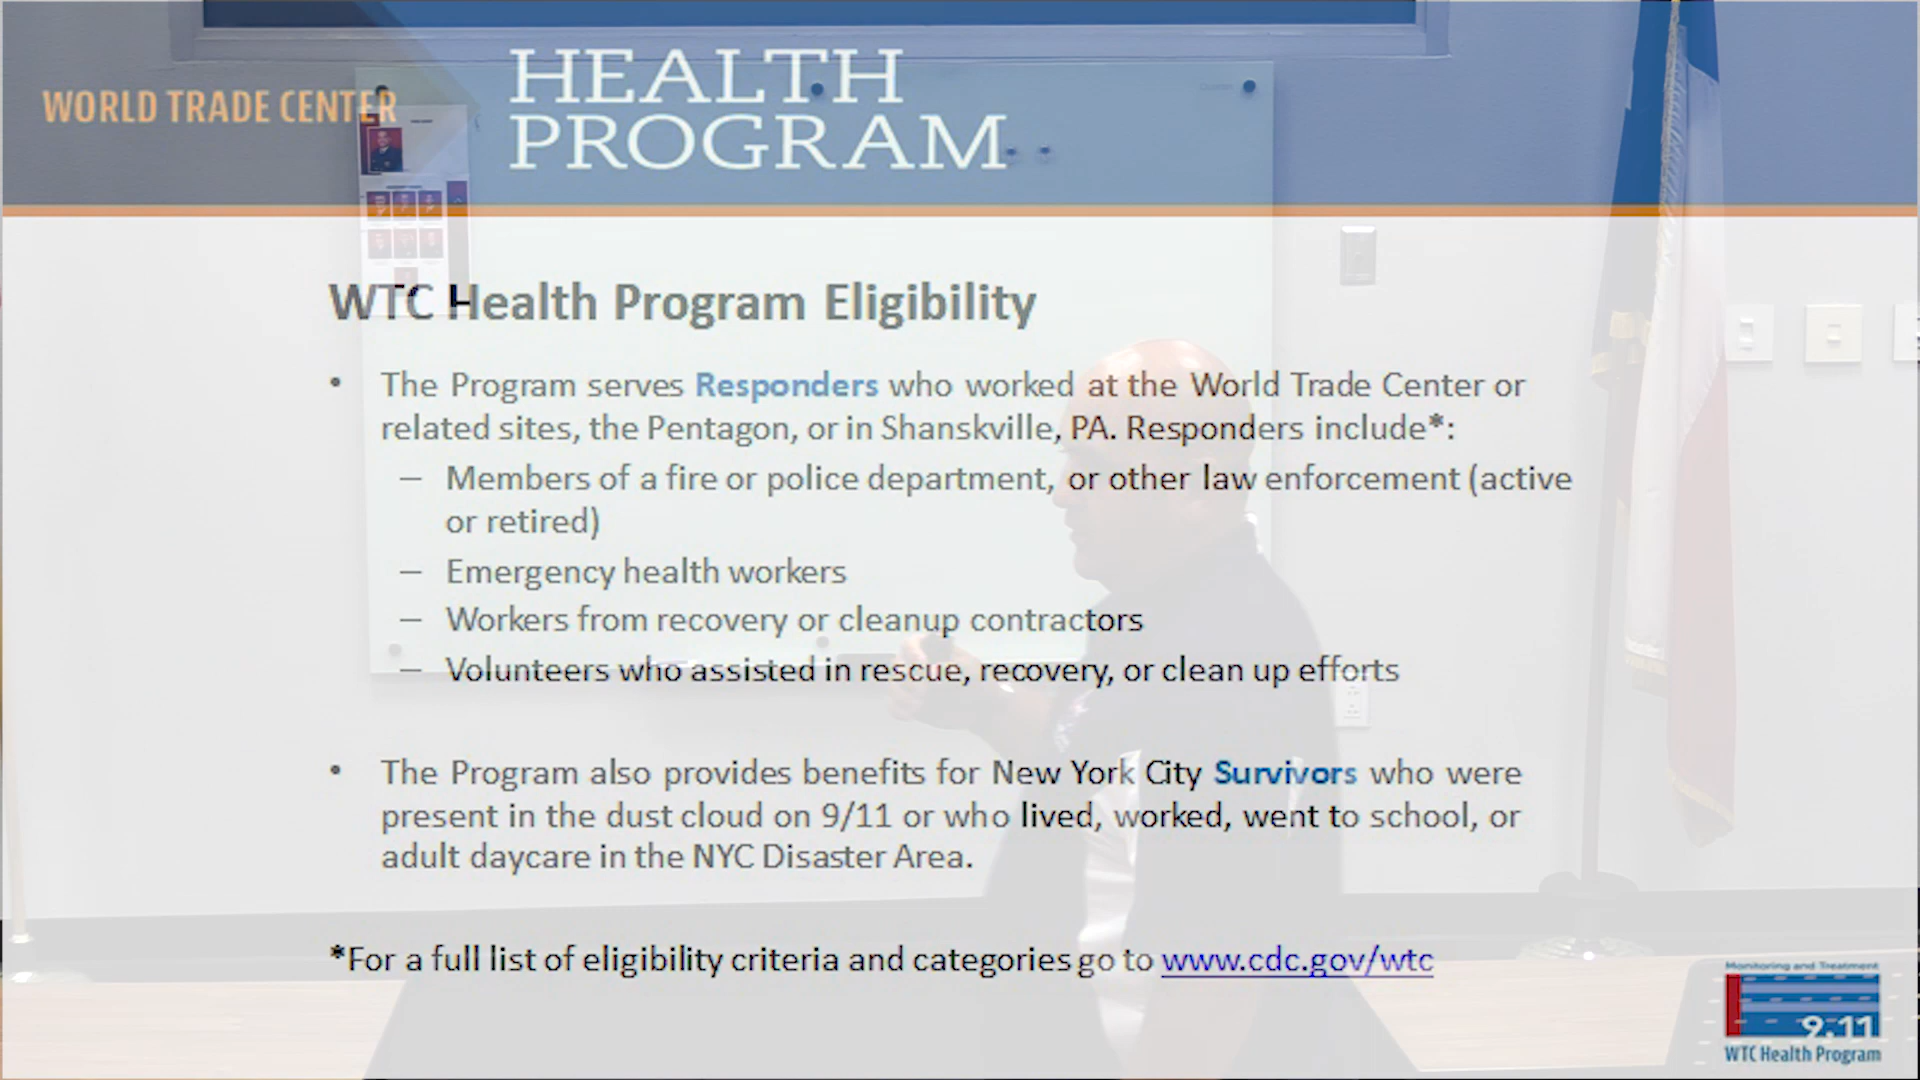 WORLD TRADE CENTER
HEALTH
PROGRAM
WTC Health Program Eligibility
• The Program serves Responders who worked at the World Trade Center or
related sites, the Pentagon, or in Shanskville, PA. Responders include*:
– Members of a fire or police department, or other law enforcement (active
or retired)
– Emergency health workers
– Workers from recovery or cleanup contractors
– Volunteers who assisted in rescue, recovery, or clean up efforts
• The Program also provides benefits for New York City Survivors who were
present in the dust cloud on 9/11 or who lived, worked, went to school, or
adult daycare in the NYC Disaster Area.
*For a full list of eligibility criteria and categories go to www.cdc.gov/wtc
Monitoring and Treatment
9.11
WTC Health Program